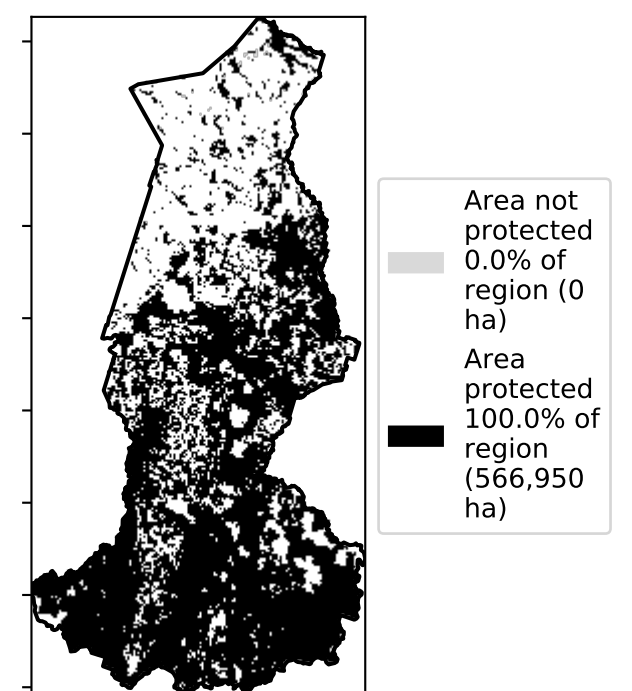 Area not
protected
0.0% of
region (0
ha)
Area
protected
100.0% of
region
(566,950
ha)